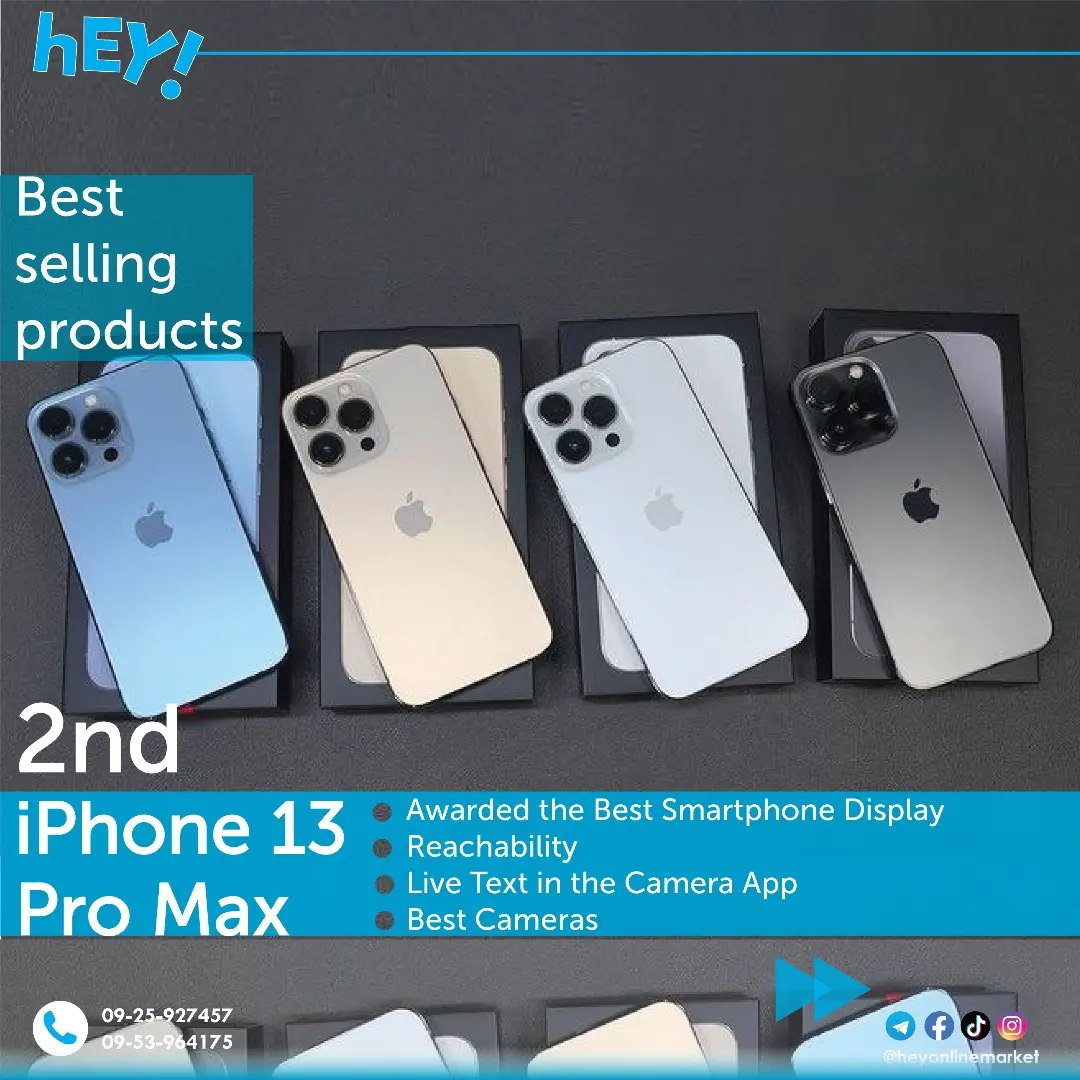 hEY!
Best
selling
products
2nd
iPhone 13
Pro Max
Awarded the Best Smartphone Display
Reachability
Live Text in the Camera App
Best Cameras
09-25-927457
09-53-964175
@heyonlinemarket